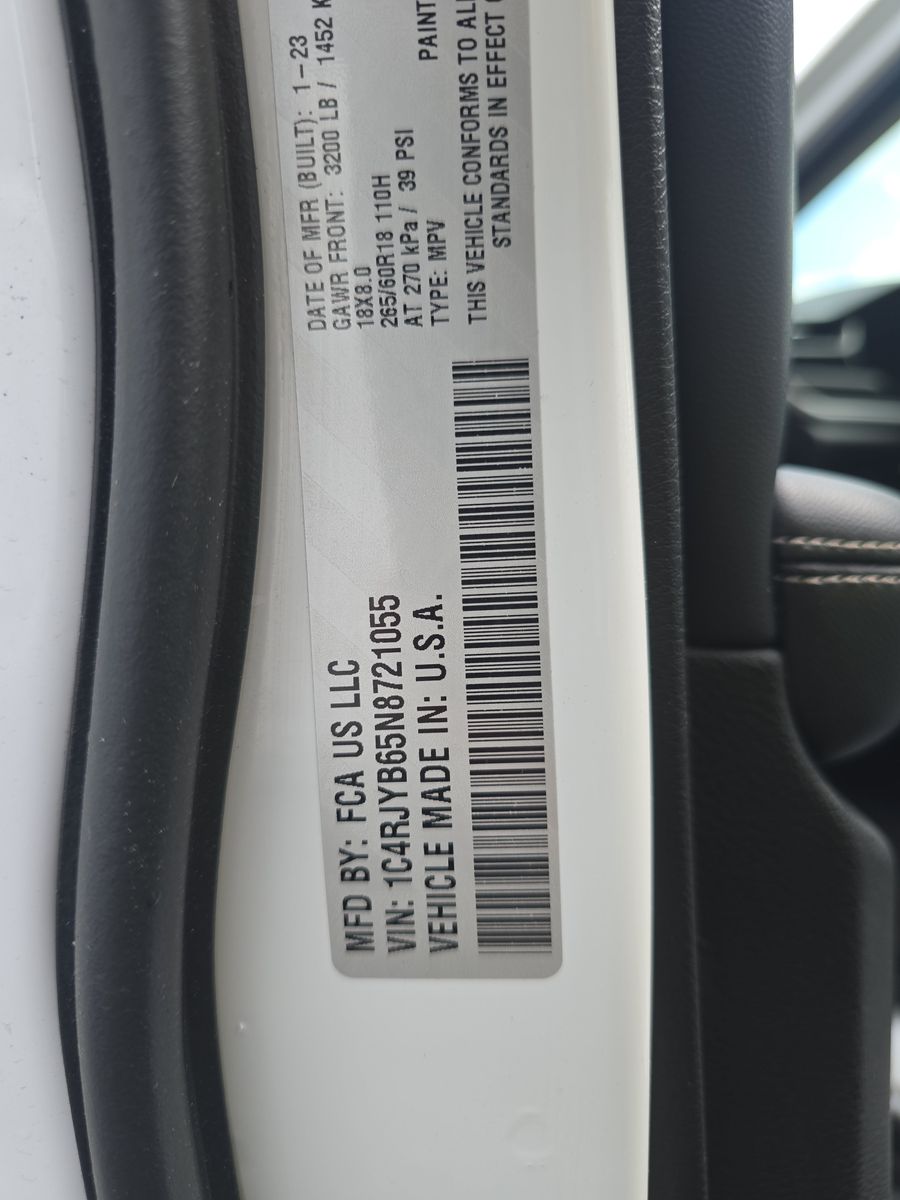 MFD BY: FCA US LLC
VIN: 1C4RJYB65N8721055
VEHICLE MADE IN: U.S.A.
DATE OF MFR (BUILT): 1-23
GAWR FRONT: 3200 LB / 1452 K
18X8.0
265/60R18 110H
AT 270 kPa / 39 PSI
TYPE: MPV
PAINT
THIS VEHICLE CONFORMS TO ALL
STANDARDS IN EFFECT